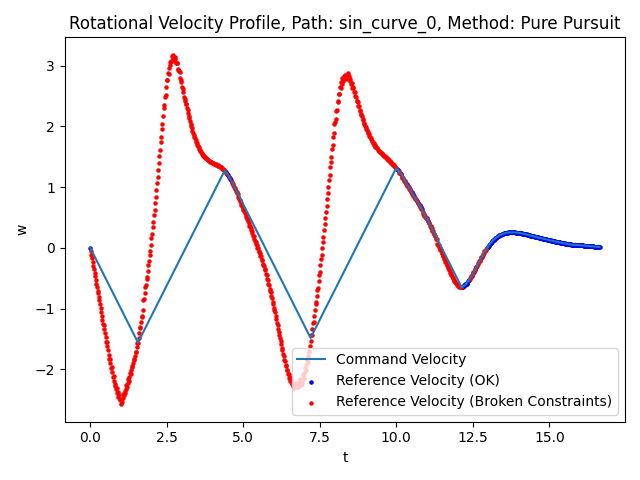 Rotational Velocity Profile, Path: sin_curve_0, Method: Pure Pursuit
w
3
2
1
0
−1
−2
Command Velocity
Reference Velocity (OK)
Reference Velocity (Broken Constraints)
0.0 2.5 5.0 7.5 10.0 12.5 15.0
t